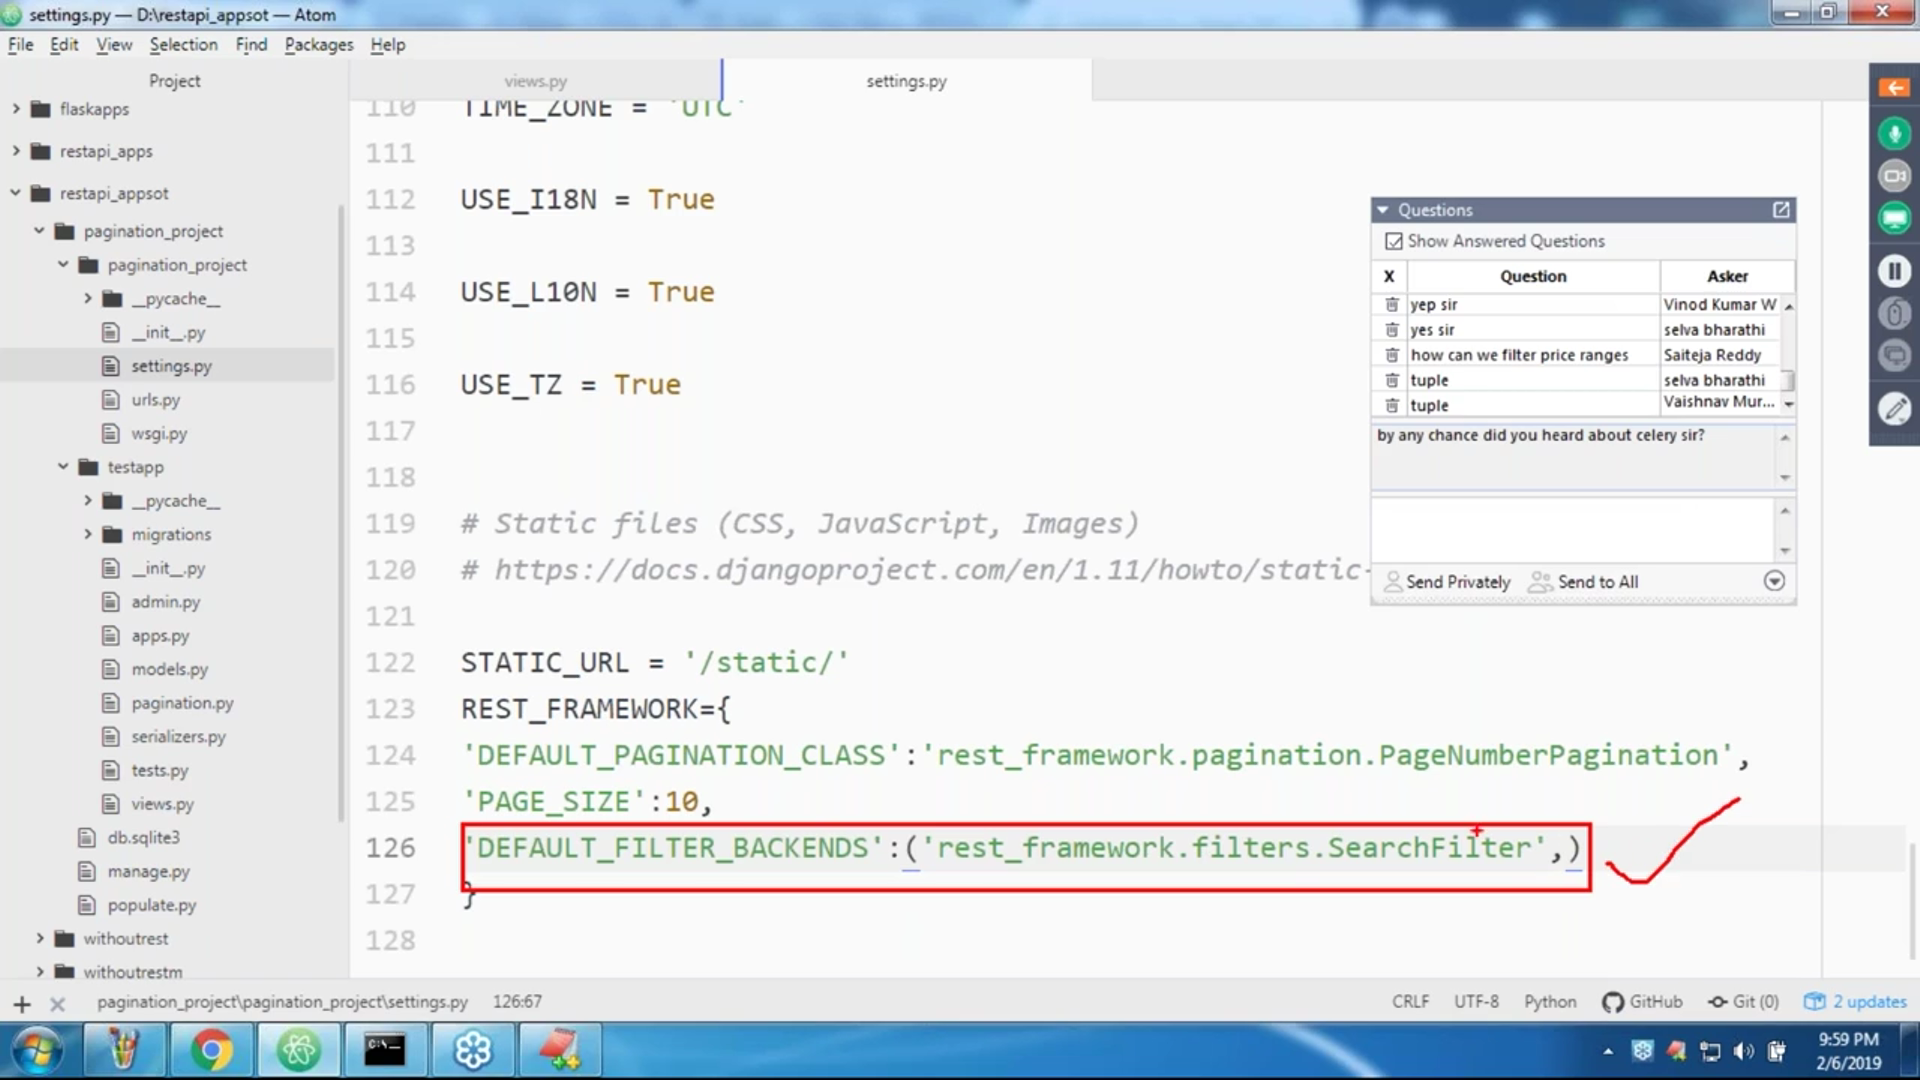 settings.py — D:\restapi_appsot — Atom
File Edit View Selection Find Packages Help
Project
flaskapps
restapi_apps
restapi_appsot
pagination_project
pagination_project
__pycache__
__init__.py
settings.py
urls.py
wsgi.py
testapp
__pycache__
migrations
__init__.py
admin.py
apps.py
models.py
pagination.py
serializers.py
tests.py
views.py
db.sqlite3
manage.py
populate.py
withoutrest
withoutrestm
views.py settings.py
110 TIME_ZONE = 'UTC'
111
112 USE_I18N = True
113
114 USE_L10N = True
115
116 USE_TZ = True
117
118
119 # Static files (CSS, JavaScript, Images)
120 # https://docs.djangoproject.com/en/1.11/howto/static-
121
122 STATIC_URL = '/static/'
123 REST_FRAMEWORK={
124 'DEFAULT_PAGINATION_CLASS':'rest_framework.pagination.PageNumberPagination',
125 'PAGE_SIZE':10,
126 'DEFAULT_FILTER_BACKENDS':('rest_framework.filters.SearchFilter',)
127 }
128
Questions
Show Answered Questions
X Question Asker
yep sir Vinod Kumar W
yes sir selva bharathi
how can we filter price ranges Saiteja Reddy
tuple selva bharathi
tuple Vaishnav Mur...
by any chance did you heard about celery sir?
Send Privately Send to All
pagination_project\pagination_project\settings.py 126:67 CRLF UTF-8 Python GitHub Git (0) 2 updates
9:59 PM
2/6/2019